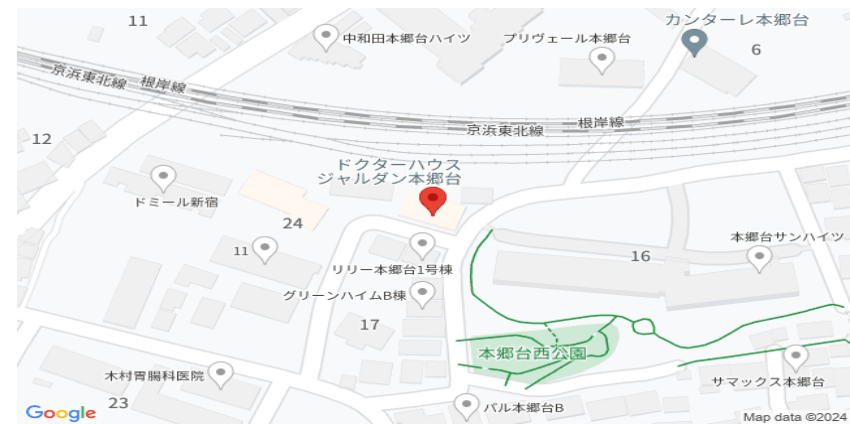 11
中和田本郷台ハイツ
プリヴェール本郷台
カンターレ本郷台
6
京浜東北線
根岸線
京浜東北線
根岸線
12
ドクターハウス
ジャルダン本郷台
ドミール新宿
24
11
リリー本郷台1号棟
16
本郷台サンハイツ
グリーンハイムB棟
17
本郷台西公園
木村胃腸科医院
サマックス本郷台
23
パル本郷台B
Google
Map data ©2024